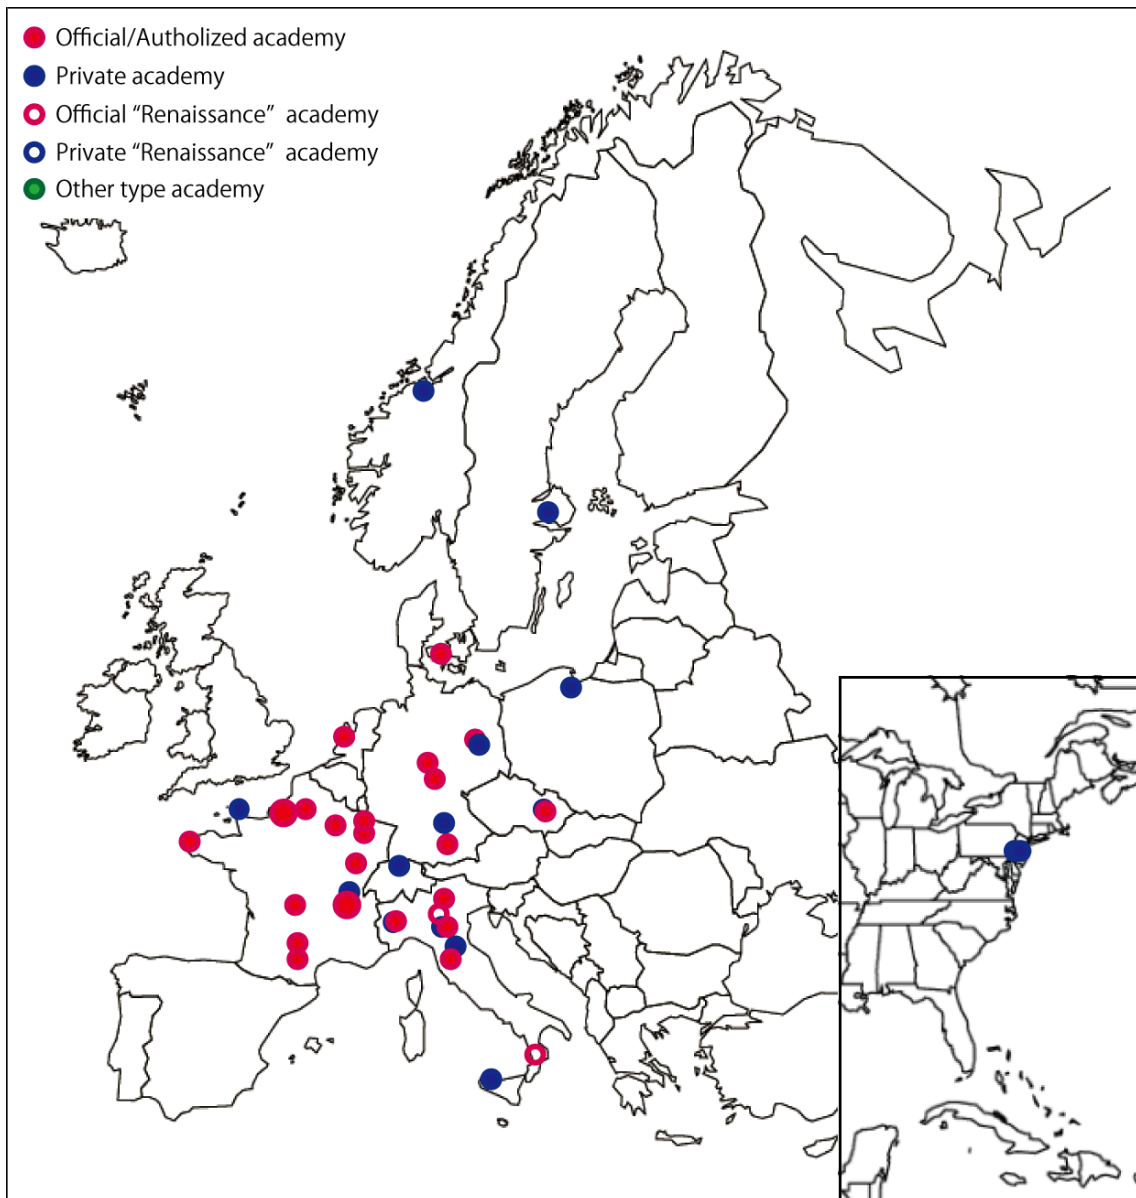 Official/Autholized academy
Private academy
Official “Renaissance” academy
Private “Renaissance” academy
Other type academy